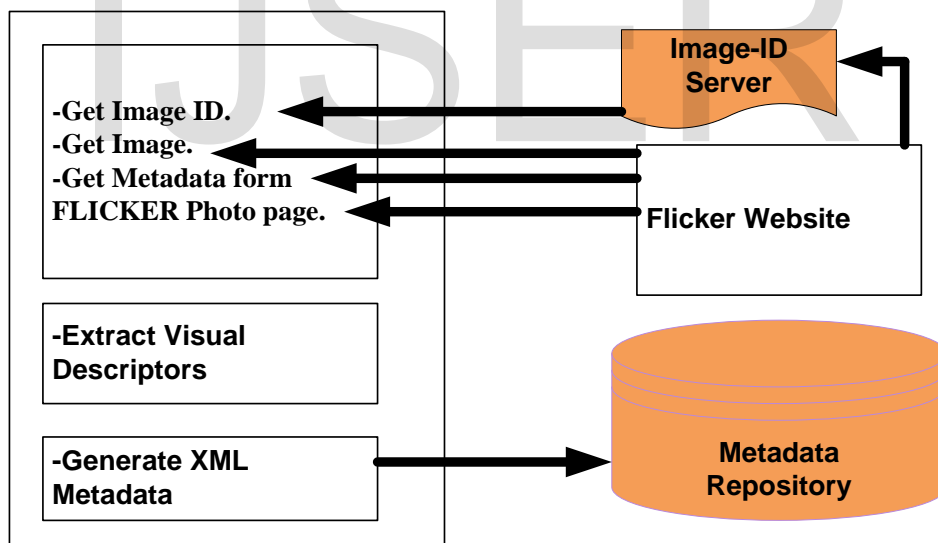 IJSER
-Get Image ID.
-Get Image.
-Get Metadata form
FLICKER Photo page.
-Extract Visual
Descriptors
-Generate XML
Metadata
Image-ID
Server
Flicker Website
Metadata
Repository